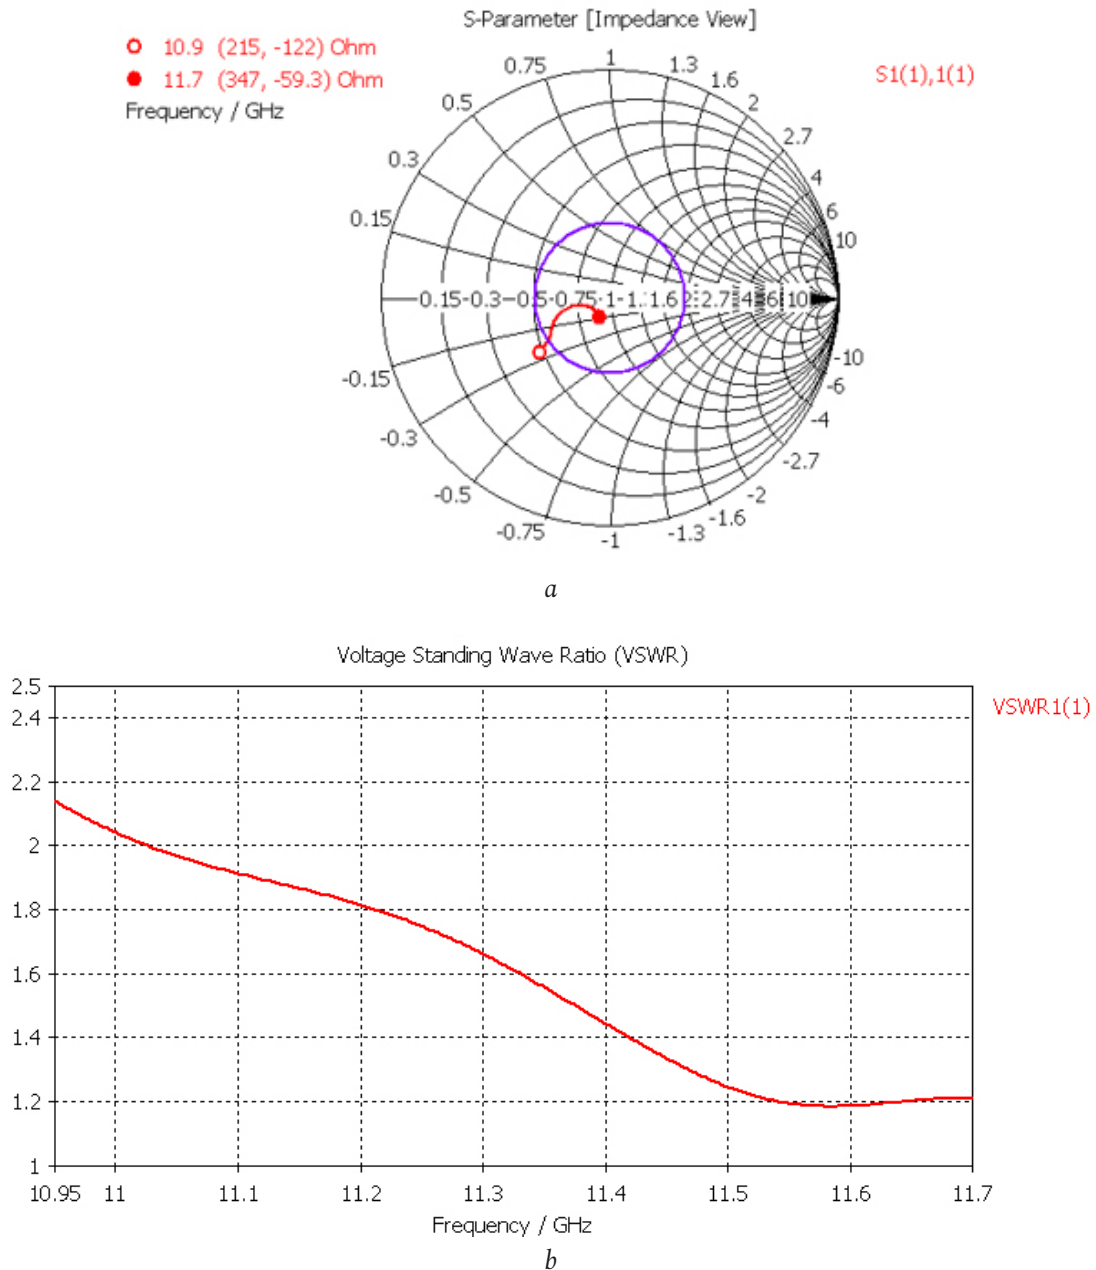 S-Parameter [Impedance View]
10.9 (215, -122) Ohm
11.7 (347, -59.3) Ohm
Frequency / GHz
S1(1),1(1)
1
0.75
1.3
1.6
0.5
2
2.7
0.3
4
0.15
6
10
0.15 0.3 0.5 0.75 1 1. 1.6 2 2.7 4 6 10
-0.15
-10
-6
-0.3
-4
-2.7
-0.5
-2
-0.75
-1.6
-1.3
-1
a
Voltage Standing Wave Ratio (VSWR)
2.5
VSWR1(1)
2.4
2.2
2
1.8
1.6
1.4
1.2
1
10.95 11 11.1 11.2 11.3 11.4 11.5 11.6 11.7
Frequency / GHz
b